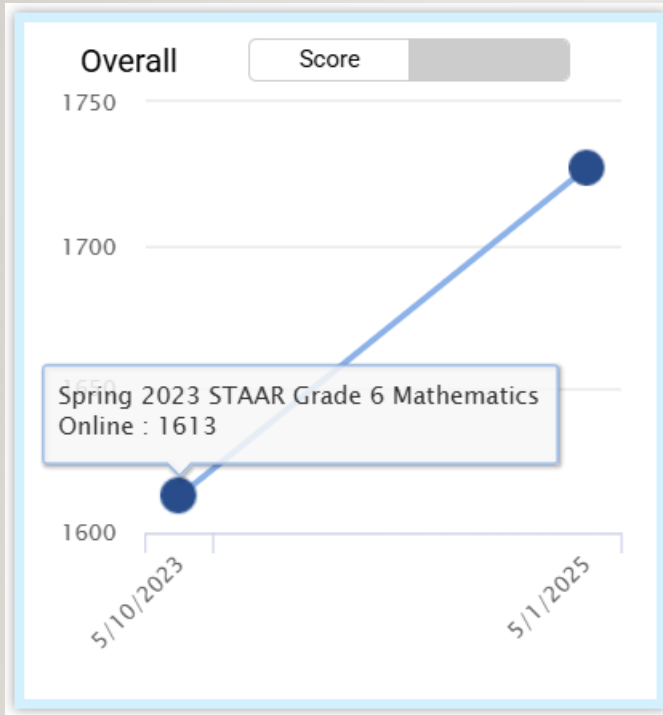 Overall
Score
1750
1700
1650
Spring 2023 STAAR Grade 6 Mathematics
Online : 1613
1600
5/10/2023
5/1/2025